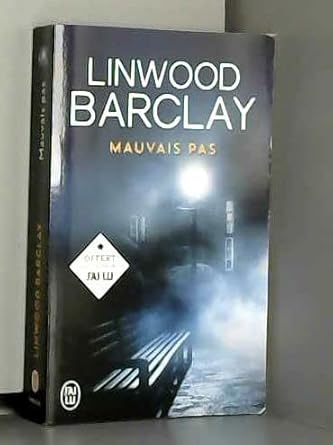 LINWOOD
BARCLAY
MAUVAIS PAS
OFFERT
J'AI LU
J'AI
LU
Mauvais pas
LINWOOD BARCLAY